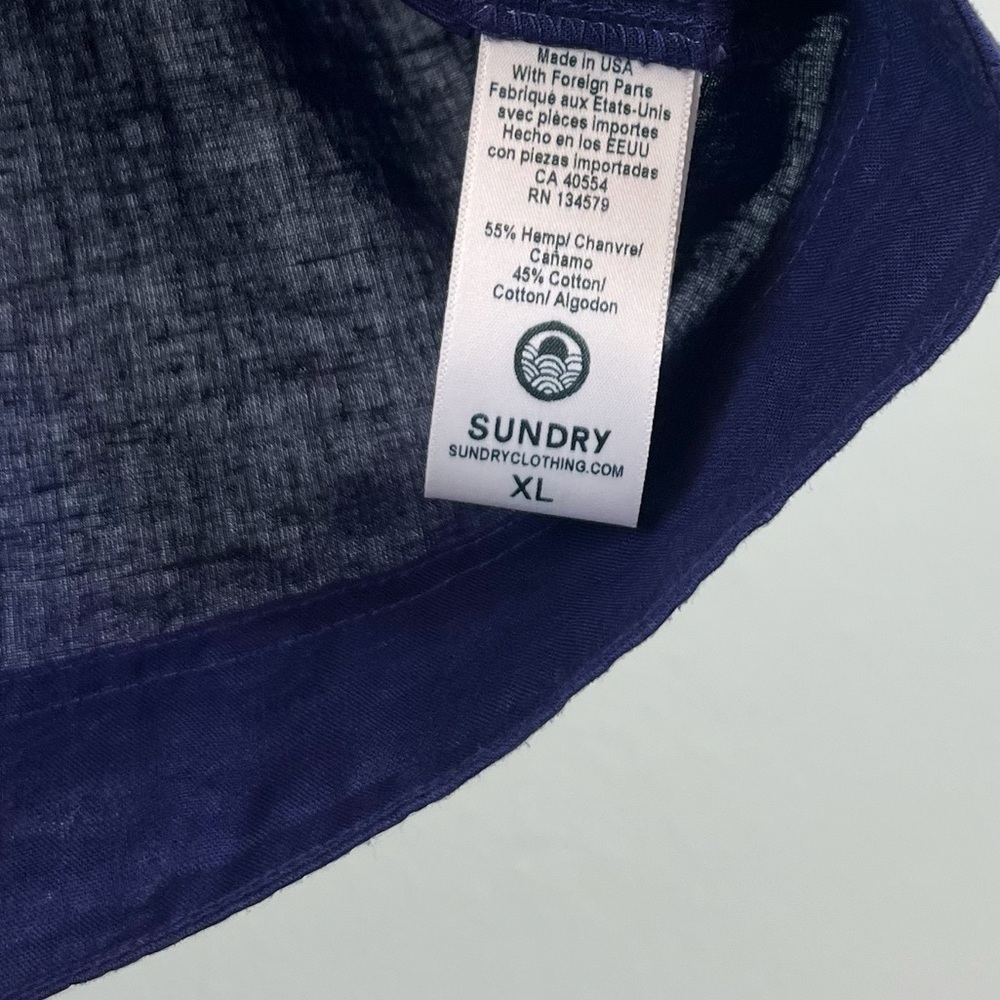 Made in USA
With Foreign Parts
Fabriqué aux Etats-Unis
avec pièces importes
Hecho en los EEUU
con piezas importadas
CA 40554
RN 134579
55% Hemp/ Chanvre/
Cañamo
45% Cotton/
Cotton/ Algodon
SUNDRY
SUNDRYCLOTHING.COM
XL